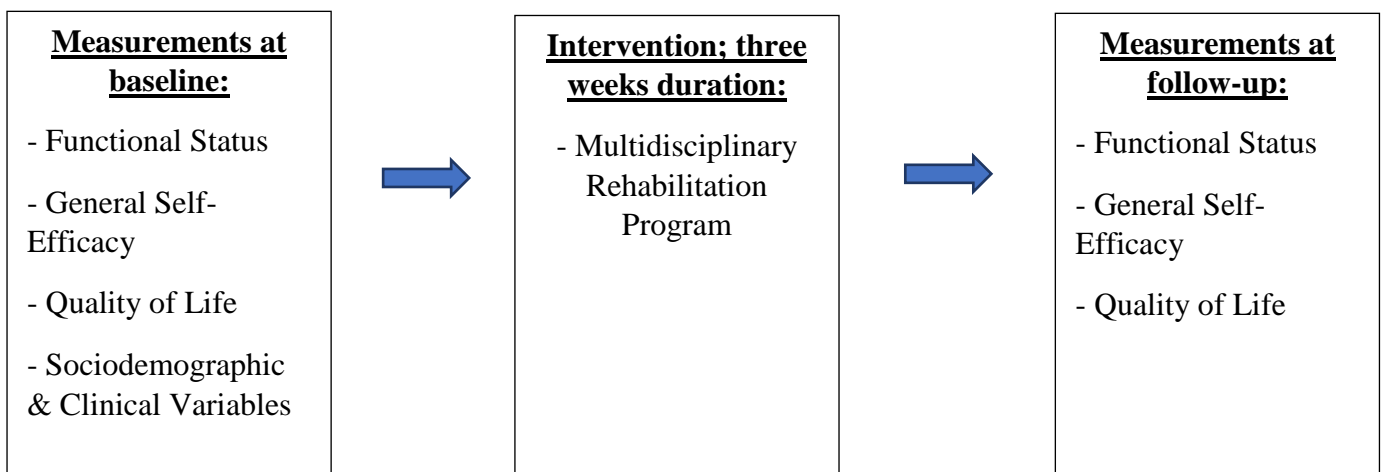 Measurements at
baseline:
- Functional Status
- General Self-
Efficacy
- Quality of Life
- Sociodemographic
& Clinical Variables
Intervention; three
weeks duration:
- Multidisciplinary
Rehabilitation
Program
Measurements at
follow-up:
- Functional Status
- General Self-
Efficacy
- Quality of Life